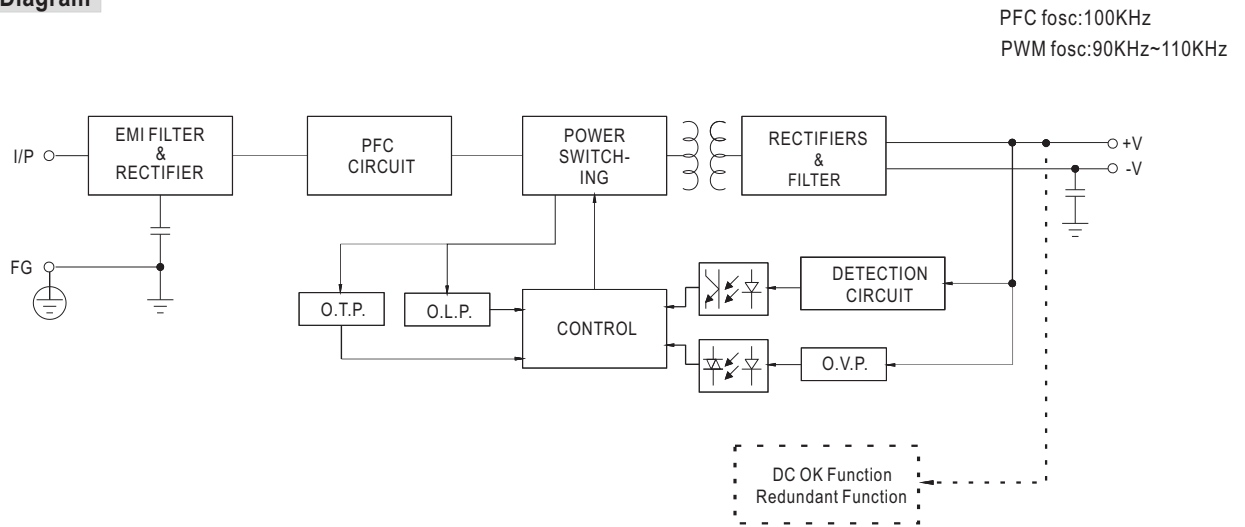 Diagram
PFC fosc:100KHz
PWM fosc:90KHz~110KHz
I/P
EMI FILTER
&
RECTIFIER
PFC
CIRCUIT
POWER
SWITCH-
ING
RECTIFIERS
&
FILTER
+V
-V
FG
O.T.P.
O.L.P.
CONTROL
DETECTION
CIRCUIT
O.V.P.
DC OK Function
Redundant Function